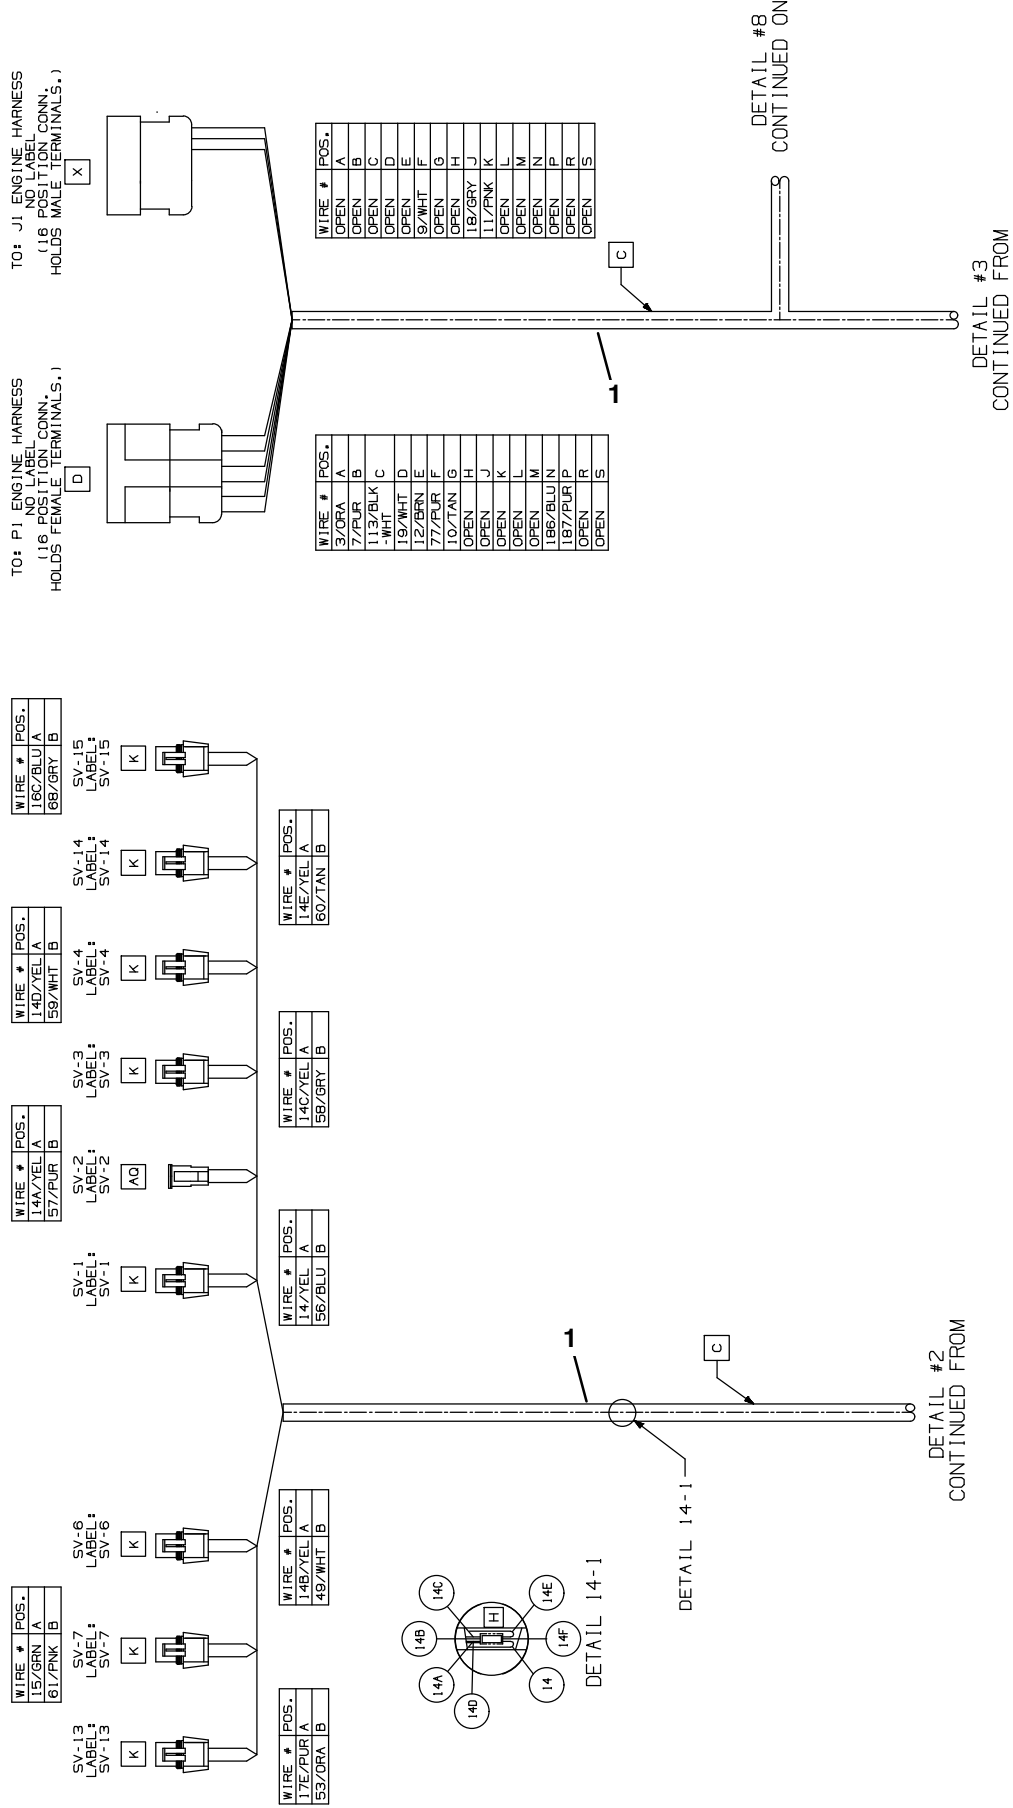 TO: P1 ENGINE HARNESS
NO LABEL
(16 POSITION CONN.
HOLDS FEMALE TERMINALS.)
D
WIRE # POS.
3/ORA A
7/PUR B
113/BLK C
-WHT
19/WHT D
12/BRN E
77/PUR F
10/TAN G
OPEN H
OPEN J
OPEN K
OPEN L
OPEN M
186/BLU N
187/PUR P
OPEN R
OPEN S
TO: J1 ENGINE HARNESS
NO LABEL
(16 POSITION CONN.
HOLDS MALE TERMINALS.)
X
WIRE # POS.
OPEN A
OPEN B
OPEN C
OPEN D
OPEN E
9/WHT F
OPEN G
OPEN H
18/GRY J
11/PNK K
OPEN L
OPEN M
OPEN N
OPEN P
OPEN R
OPEN S
C
1
DETAIL #8
CONTINUED ON
DETAIL #3
CONTINUED FROM
SV-13
LABEL:
SV-13
K
WIRE # POS.
17E/PUR A
53/ORA B
WIRE # POS.
15/GRN A
61/PNK B
SV-7
LABEL:
SV-7
K
SV-6
LABEL:
SV-6
K
WIRE # POS.
14B/YEL A
49/WHT B
SV-1
LABEL:
SV-1
K
WIRE # POS.
14/YEL A
56/BLU B
WIRE # POS.
14A/YEL A
57/PUR B
SV-2
LABEL:
SV-2
AQ
SV-3
LABEL:
SV-3
K
WIRE # POS.
14C/YEL A
58/GRY B
WIRE # POS.
14D/YEL A
59/WHT B
SV-4
LABEL:
SV-4
K
SV-14
LABEL:
SV-14
K
WIRE # POS.
14E/YEL A
60/TAN B
WIRE # POS.
16C/BLU A
68/GRY B
SV-15
LABEL:
SV-15
K
14D
14A
14B
14C
H
14
14F
14E
DETAIL 14-1
DETAIL 14-1
1
C
DETAIL #2
CONTINUED FROM